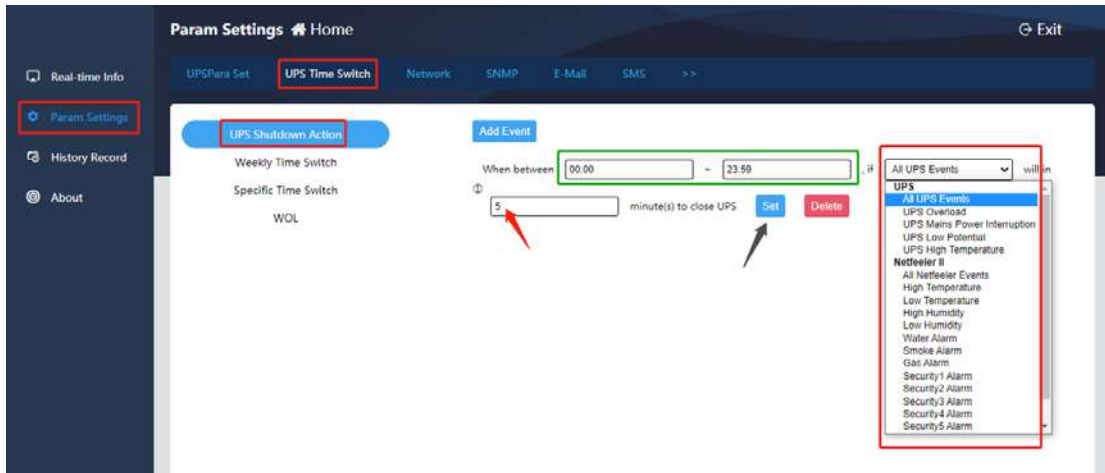 Param Settings Home
Exit
Real-time Info
Param Settings
History Record
About
UPSPara Set UPS Time Switch Network SNMP E-Mail SMS >>
UPS Shutdown Action
Weekly Time Switch
Specific Time Switch
WOL
Add Event
When between 00:00 ~ 23:59 , if All UPS Events will in
① 5 minute(s) to close UPS Set Delete
UPS
All UPS Events
UPS Overload
UPS Mains Power Interruption
UPS Low Potential
UPS High Temperature
Netfeeler II
All Netfeeler Events
High Temperature
Low Temperature
High Humidity
Low Humidity
Water Alarm
Smoke Alarm
Gas Alarm
Security1 Alarm
Security2 Alarm
Security3 Alarm
Security4 Alarm
Security5 Alarm